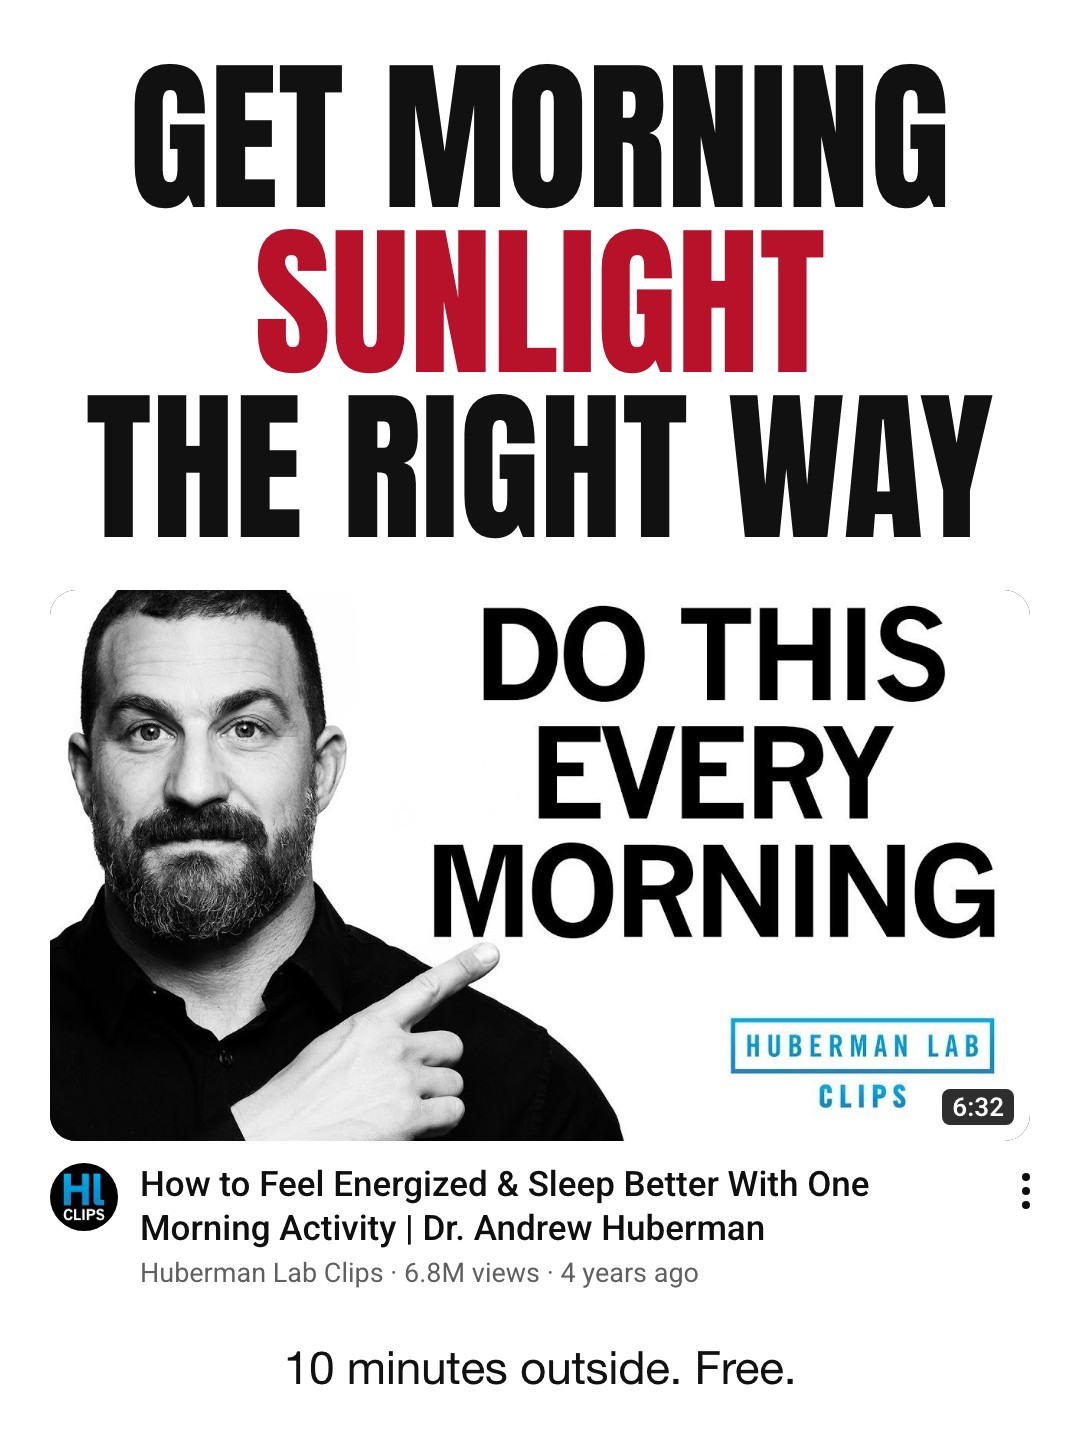 GET MORNING
SUNLIGHT
THE RIGHT WAY
DO THIS
EVERY
MORNING
HUBERMAN LAB
CLIPS
6:32
HL
CLIPS
How to Feel Energized & Sleep Better With One
Morning Activity | Dr. Andrew Huberman
Huberman Lab Clips · 6.8M views · 4 years ago
10 minutes outside. Free.